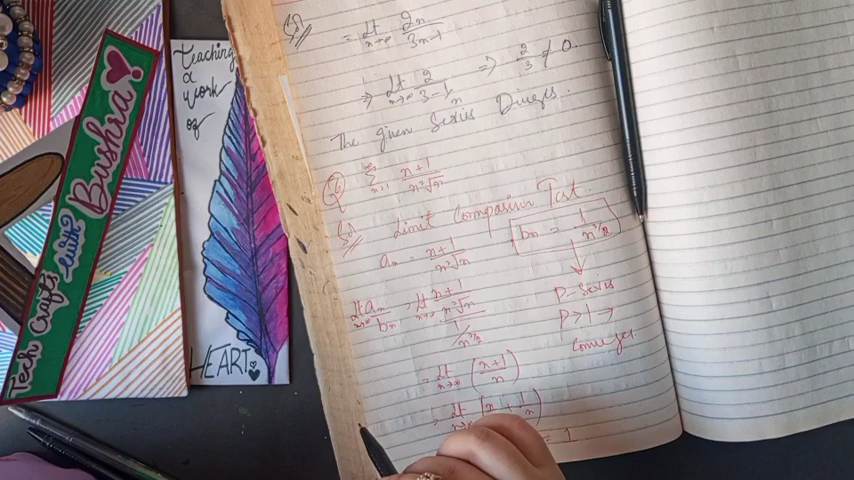 Tech Crafts with Bushra!
Teaching
a
work
of
HEART
Sol
= lt n→∞ 2n/3n-1
⇒ lt n→∞ 2/3-1/n ⇒ 2/3 ≠ 0.
The given Series Diverges.
Q ∞ Σ n=1 n+1/n²√n
Sol Limit Comparison Test.
an = n+1/n²√n
bn = 1/n^3/2
lt n→∞ an/bn = lt n→∞ n+1/n²√n / 1/n^3/2
P-Series
P>1 →
Converges.
= lt n→∞ (n+1/n)
= lt n→∞
= 1